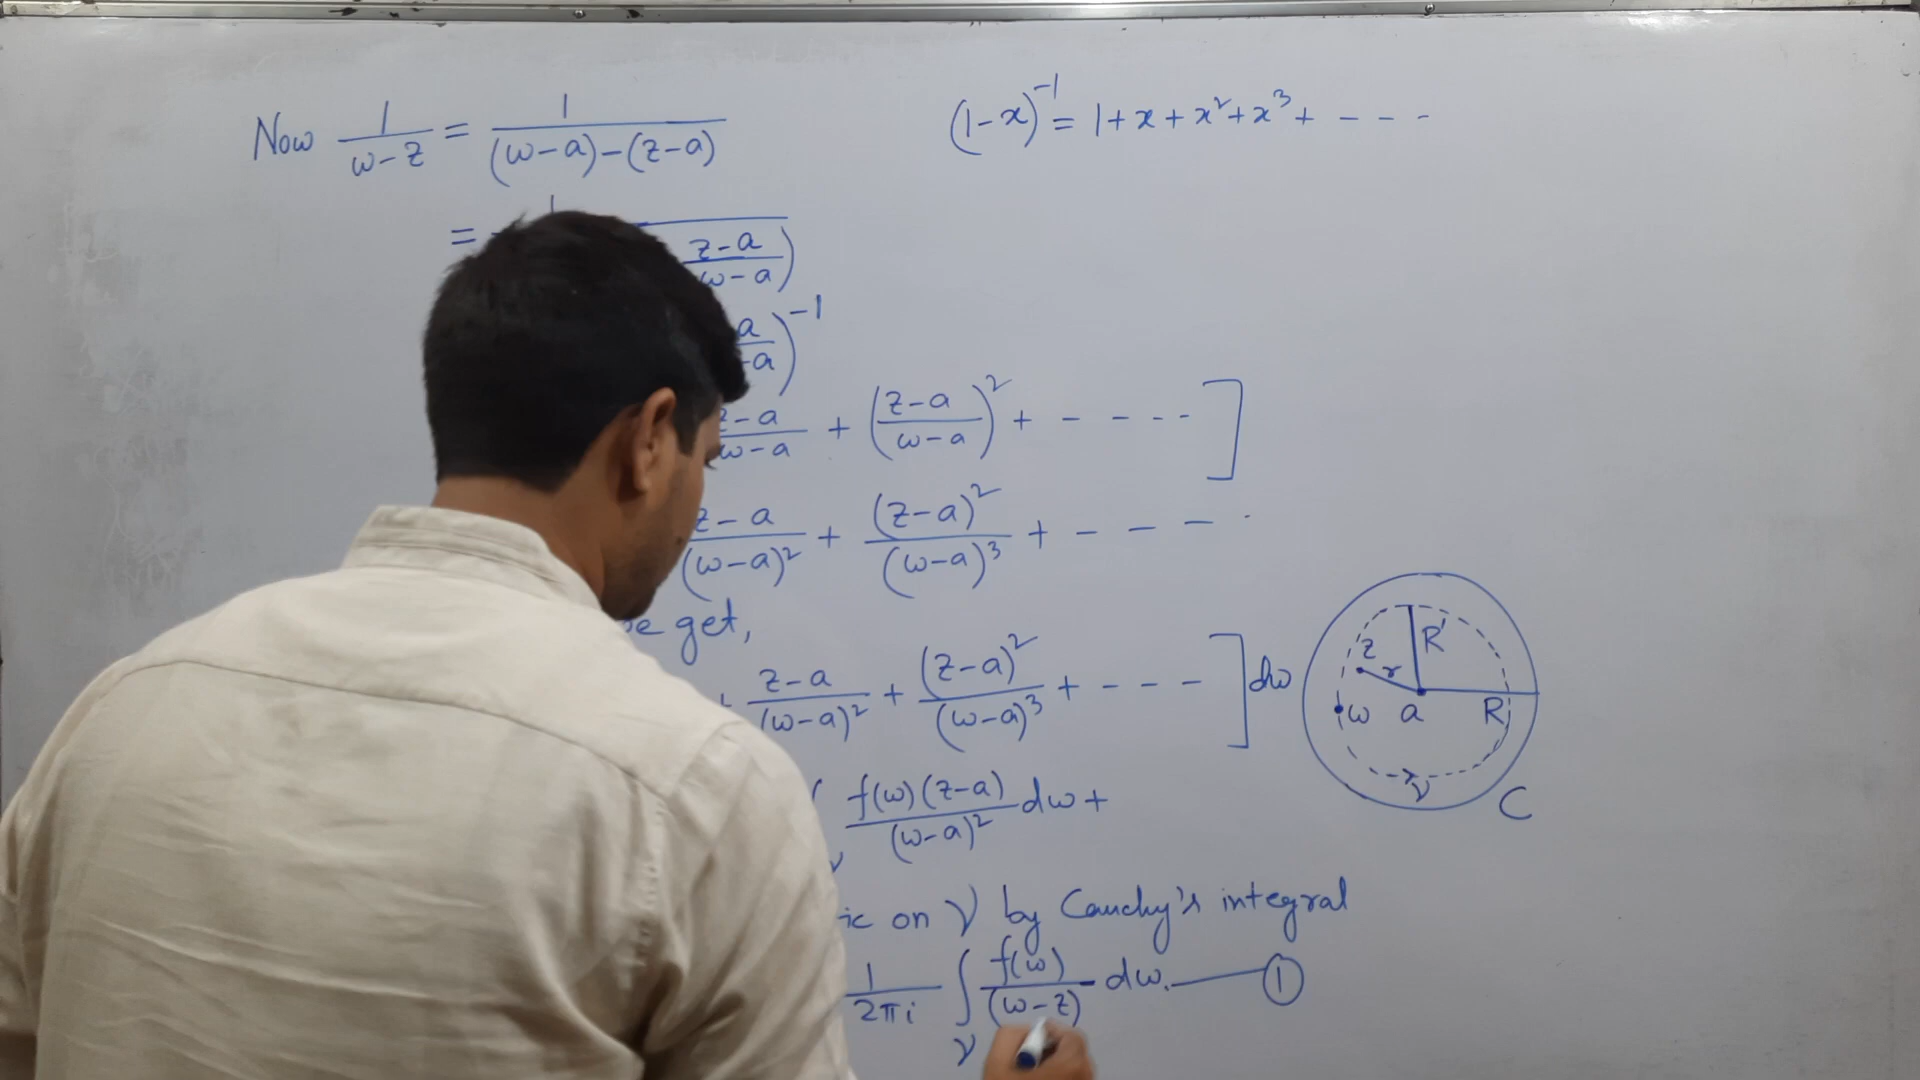 Now 1/(ω-z) = 1/((ω-a)-(z-a))
(1-x)⁻¹ = 1+x+x²+x³+ - - -
= 1 (z-a)/(ω-a))
a/-a)⁻¹
(z-a)/(ω-a) + ((z-a)/(ω-a))² + - - - - ]
(z-a)/(ω-a)² + (z-a)²/(ω-a)³ + - - - -
get,
+ (z-a)/(ω-a)² + (z-a)²/(ω-a)³ + - - - ] dω
∫ν f(ω)(z-a)/(ω-a)² dω +
ic on ν by Cauchy's integral
1/2πi ∫ν f(ω)/(ω-z) dω. ①
z R'
r
ω a R
ν
C